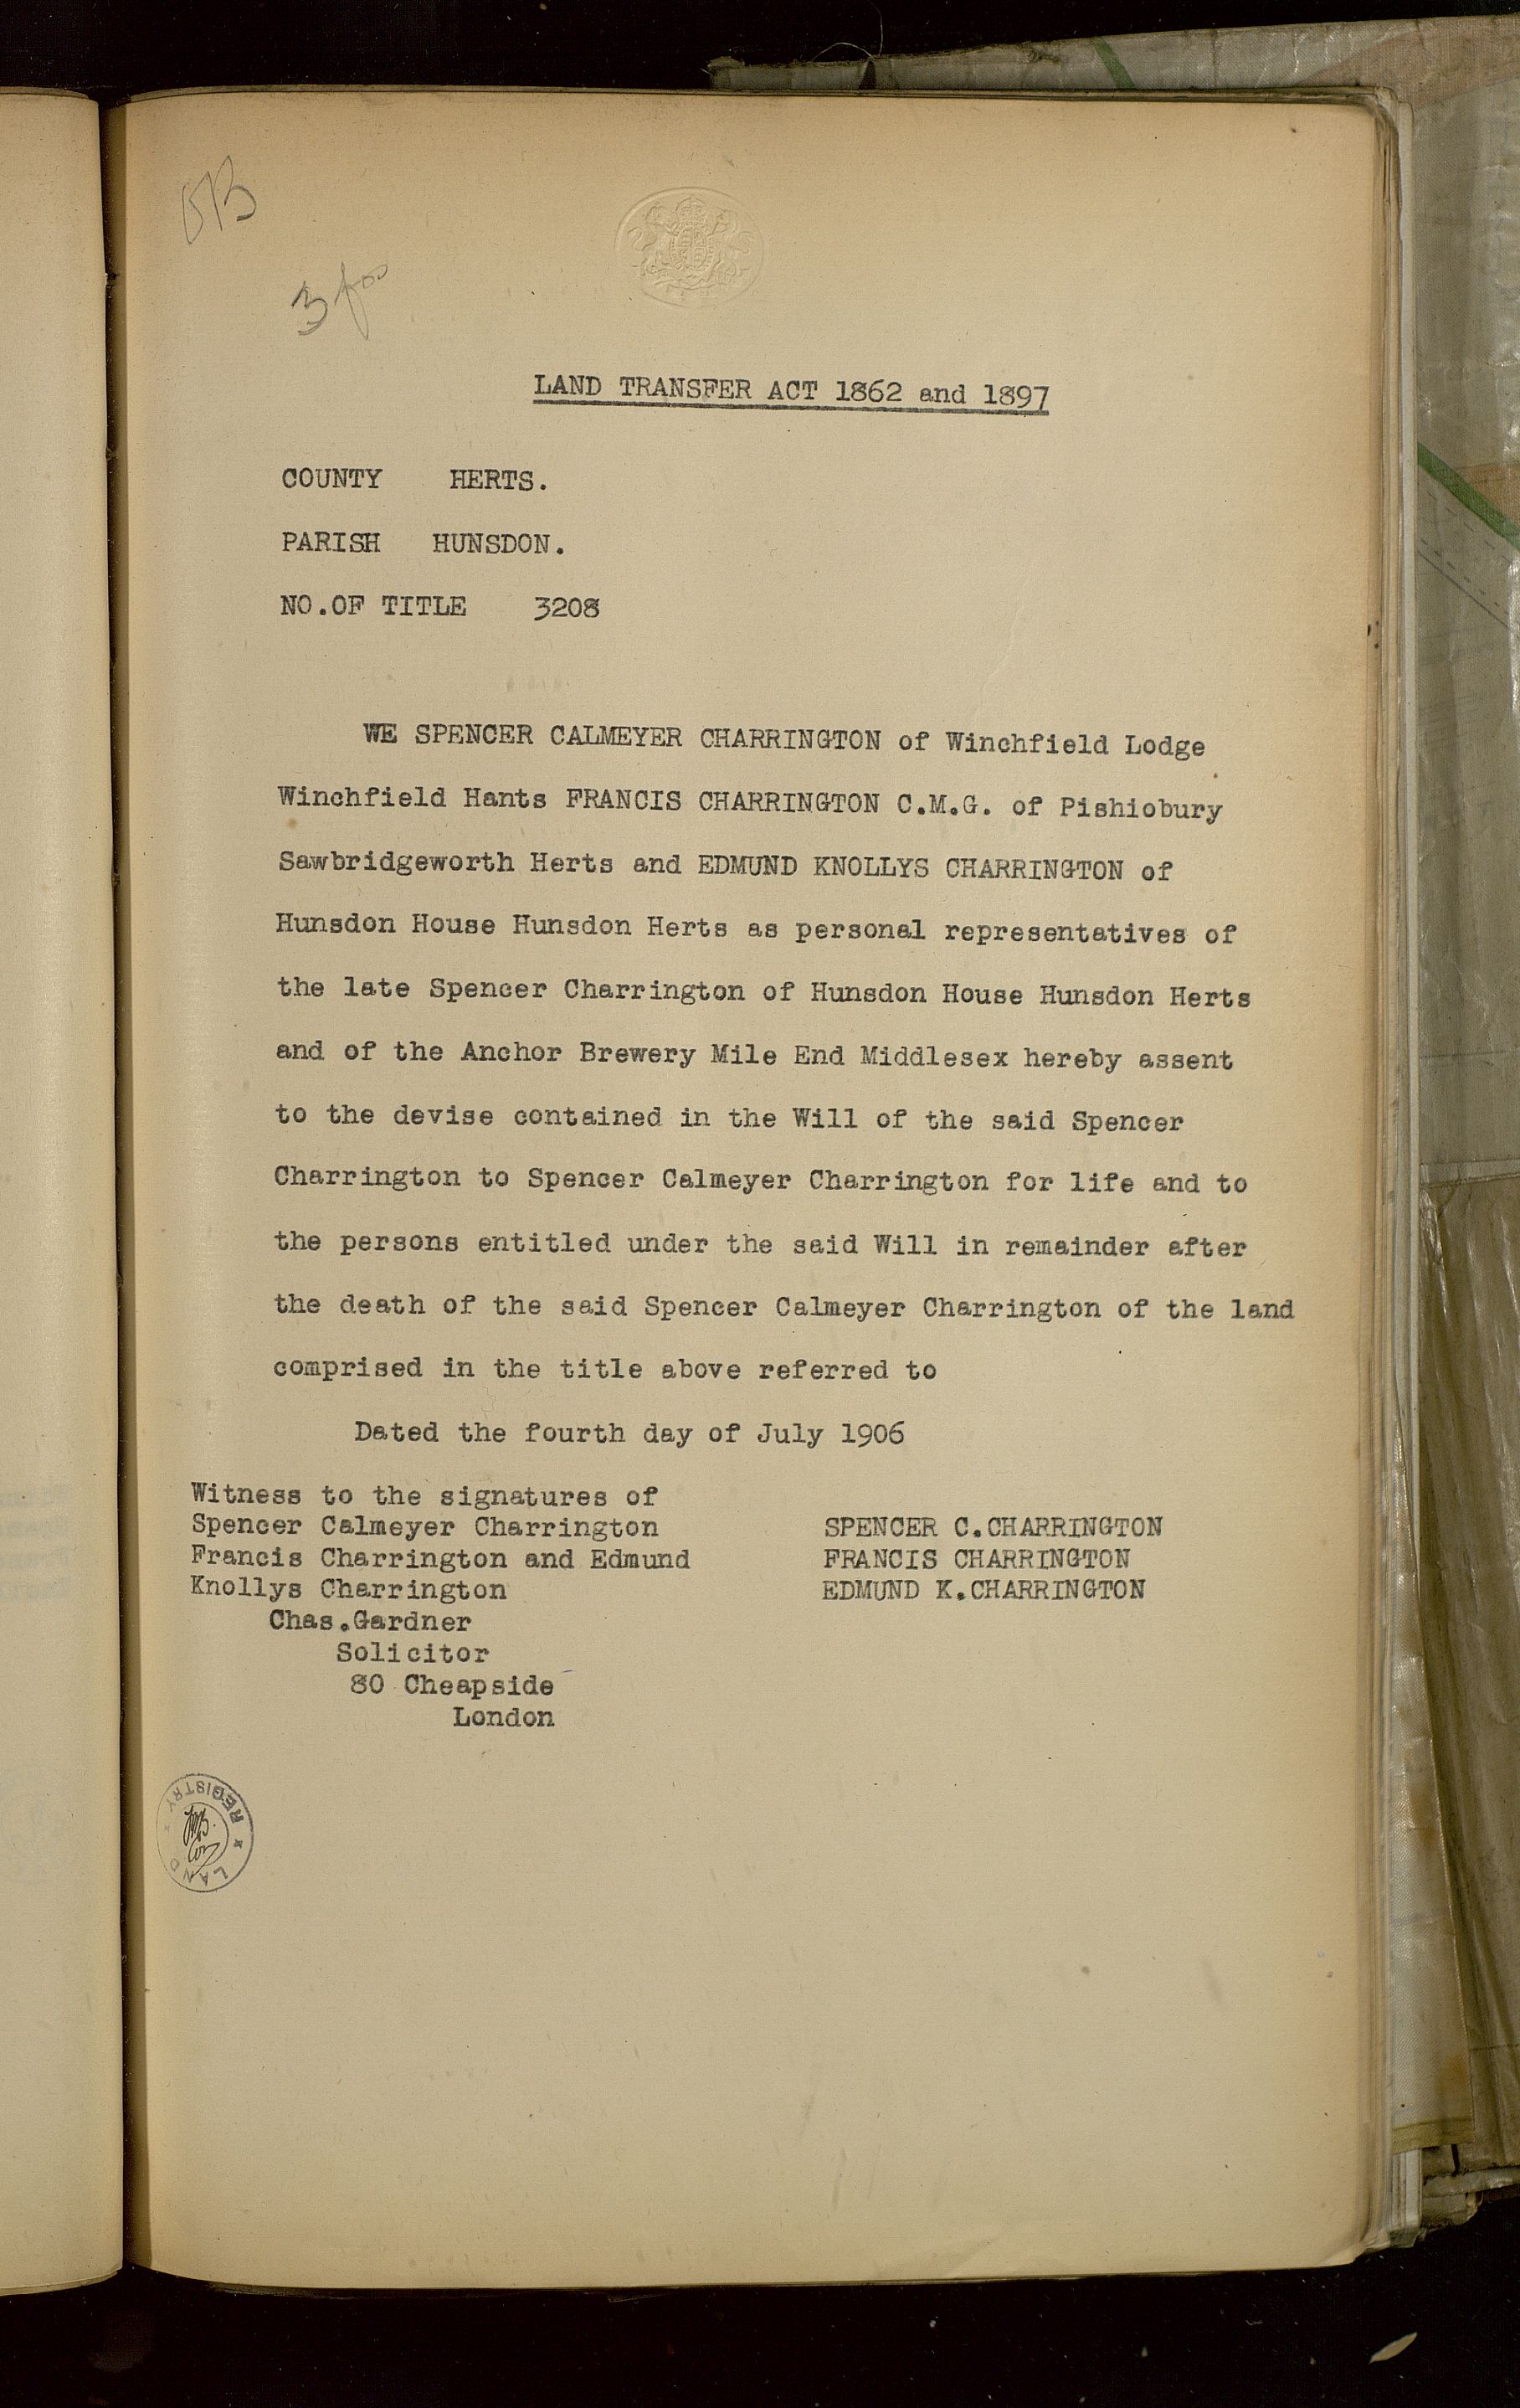 3 fos
LAND TRANSFER ACT 1862 and 1897
COUNTY HERTS.
PARISH HUNSDON.
NO.OF TITLE 3208
WE SPENCER CALMEYER CHARRINGTON of Winchfield Lodge
Winchfield Hants FRANCIS CHARRINGTON C.M.G. of Pishiobury
Sawbridgeworth Herts and EDMUND KNOLLYS CHARRINGTON of
Hunsdon House Hunsdon Herts as personal representatives of
the late Spencer Charrington of Hunsdon House Hunsdon Herts
and of the Anchor Brewery Mile End Middlesex hereby assent
to the devise contained in the Will of the said Spencer
Charrington to Spencer Calmeyer Charrington for life and to
the persons entitled under the said Will in remainder after
the death of the said Spencer Calmeyer Charrington of the land
comprised in the title above referred to
Dated the fourth day of July 1906
Witness to the signatures of
Spencer Calmeyer Charrington SPENCER C.CHARRINGTON
Francis Charrington and Edmund FRANCIS CHARRINGTON
Knollys Charrington EDMUND K.CHARRINGTON
Chas.Gardner
Solicitor
80 Cheapside
London
LAND REGISTRY